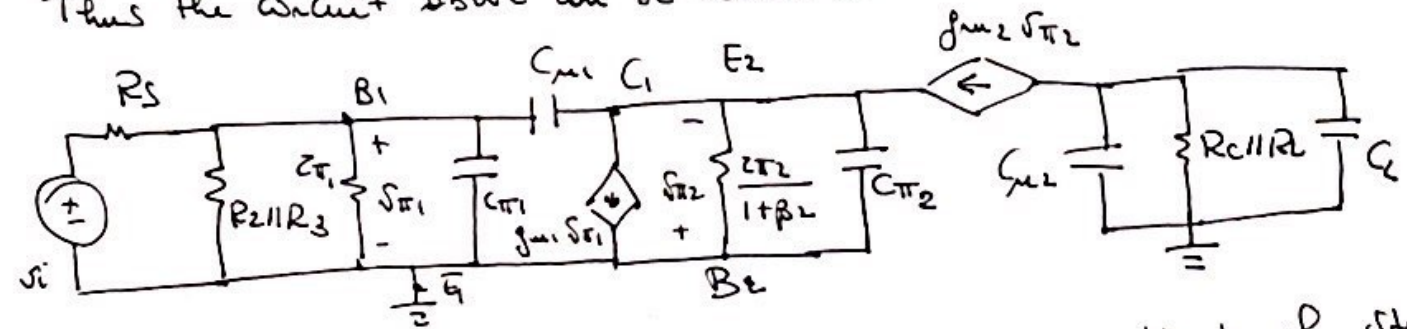 Thus the circuit above can be
gm2 vπ2
Cμ1 C1 E2
RS B1
+ −
rπ1 vπ1 Cπ1 vπ2 rπ2/(1+β2) Cπ2 Cμ2 RC||RL CL
R2||R3
gm1 vπ1
− +
vi E1 B2